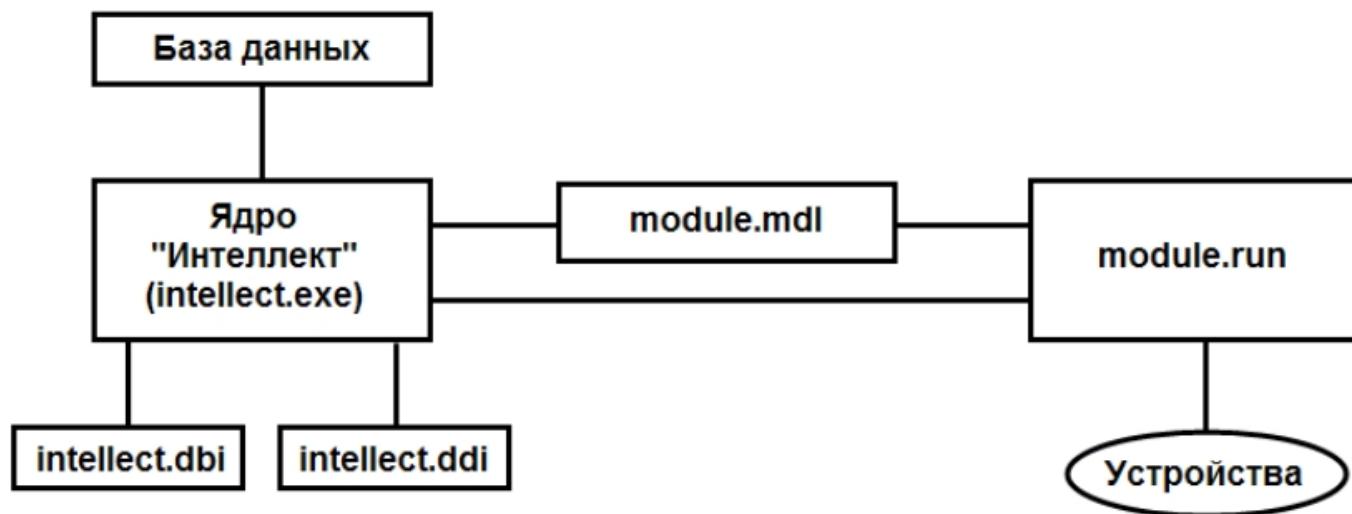 База данных
Ядро
"Интеллект"
(intellect.exe)
module.mdl
module.run
intellect.dbi
intellect.ddi
Устройства